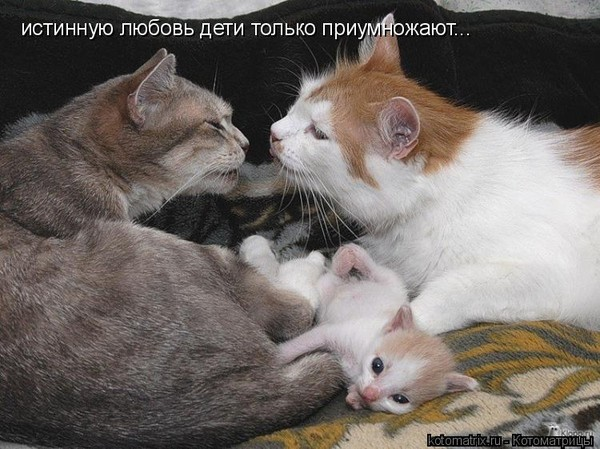 истинную любовь дети только приумножают...
kotomatrix.ru - Котоматрицы